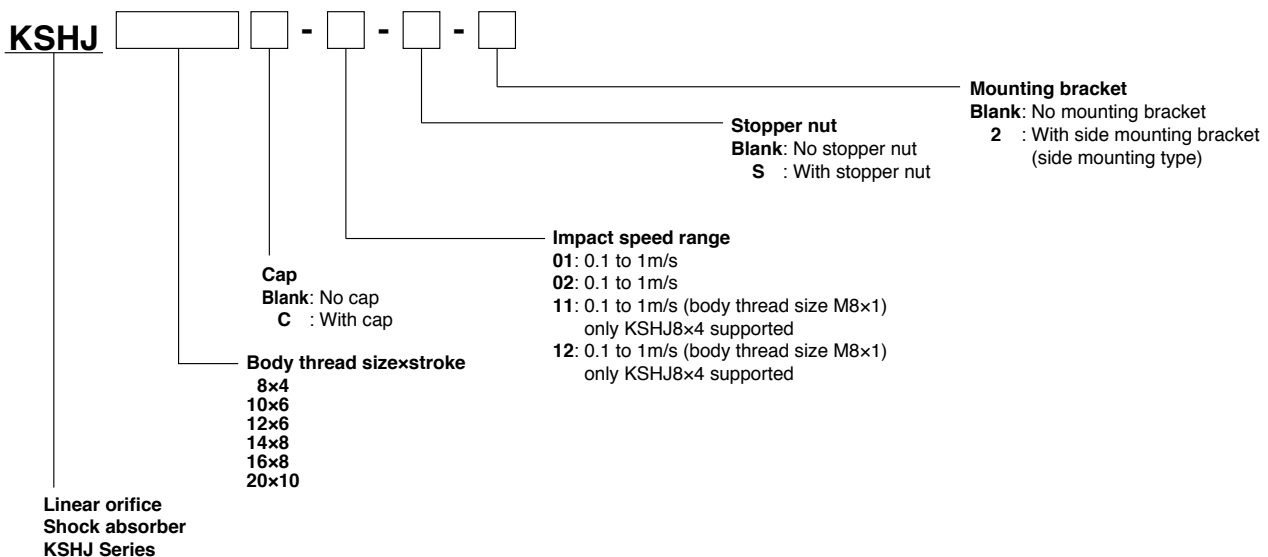 KSHJ - - -
Mounting bracket
Blank: No mounting bracket
2 : With side mounting bracket
(side mounting type)
Stopper nut
Blank: No stopper nut
S : With stopper nut
Impact speed range
01: 0.1 to 1m/s
02: 0.1 to 1m/s
11: 0.1 to 1m/s (body thread size M8×1)
only KSHJ8×4 supported
12: 0.1 to 1m/s (body thread size M8×1)
only KSHJ8×4 supported
Cap
Blank: No cap
C : With cap
Body thread size×stroke
8×4
10×6
12×6
14×8
16×8
20×10
Linear orifice
Shock absorber
KSHJ Series